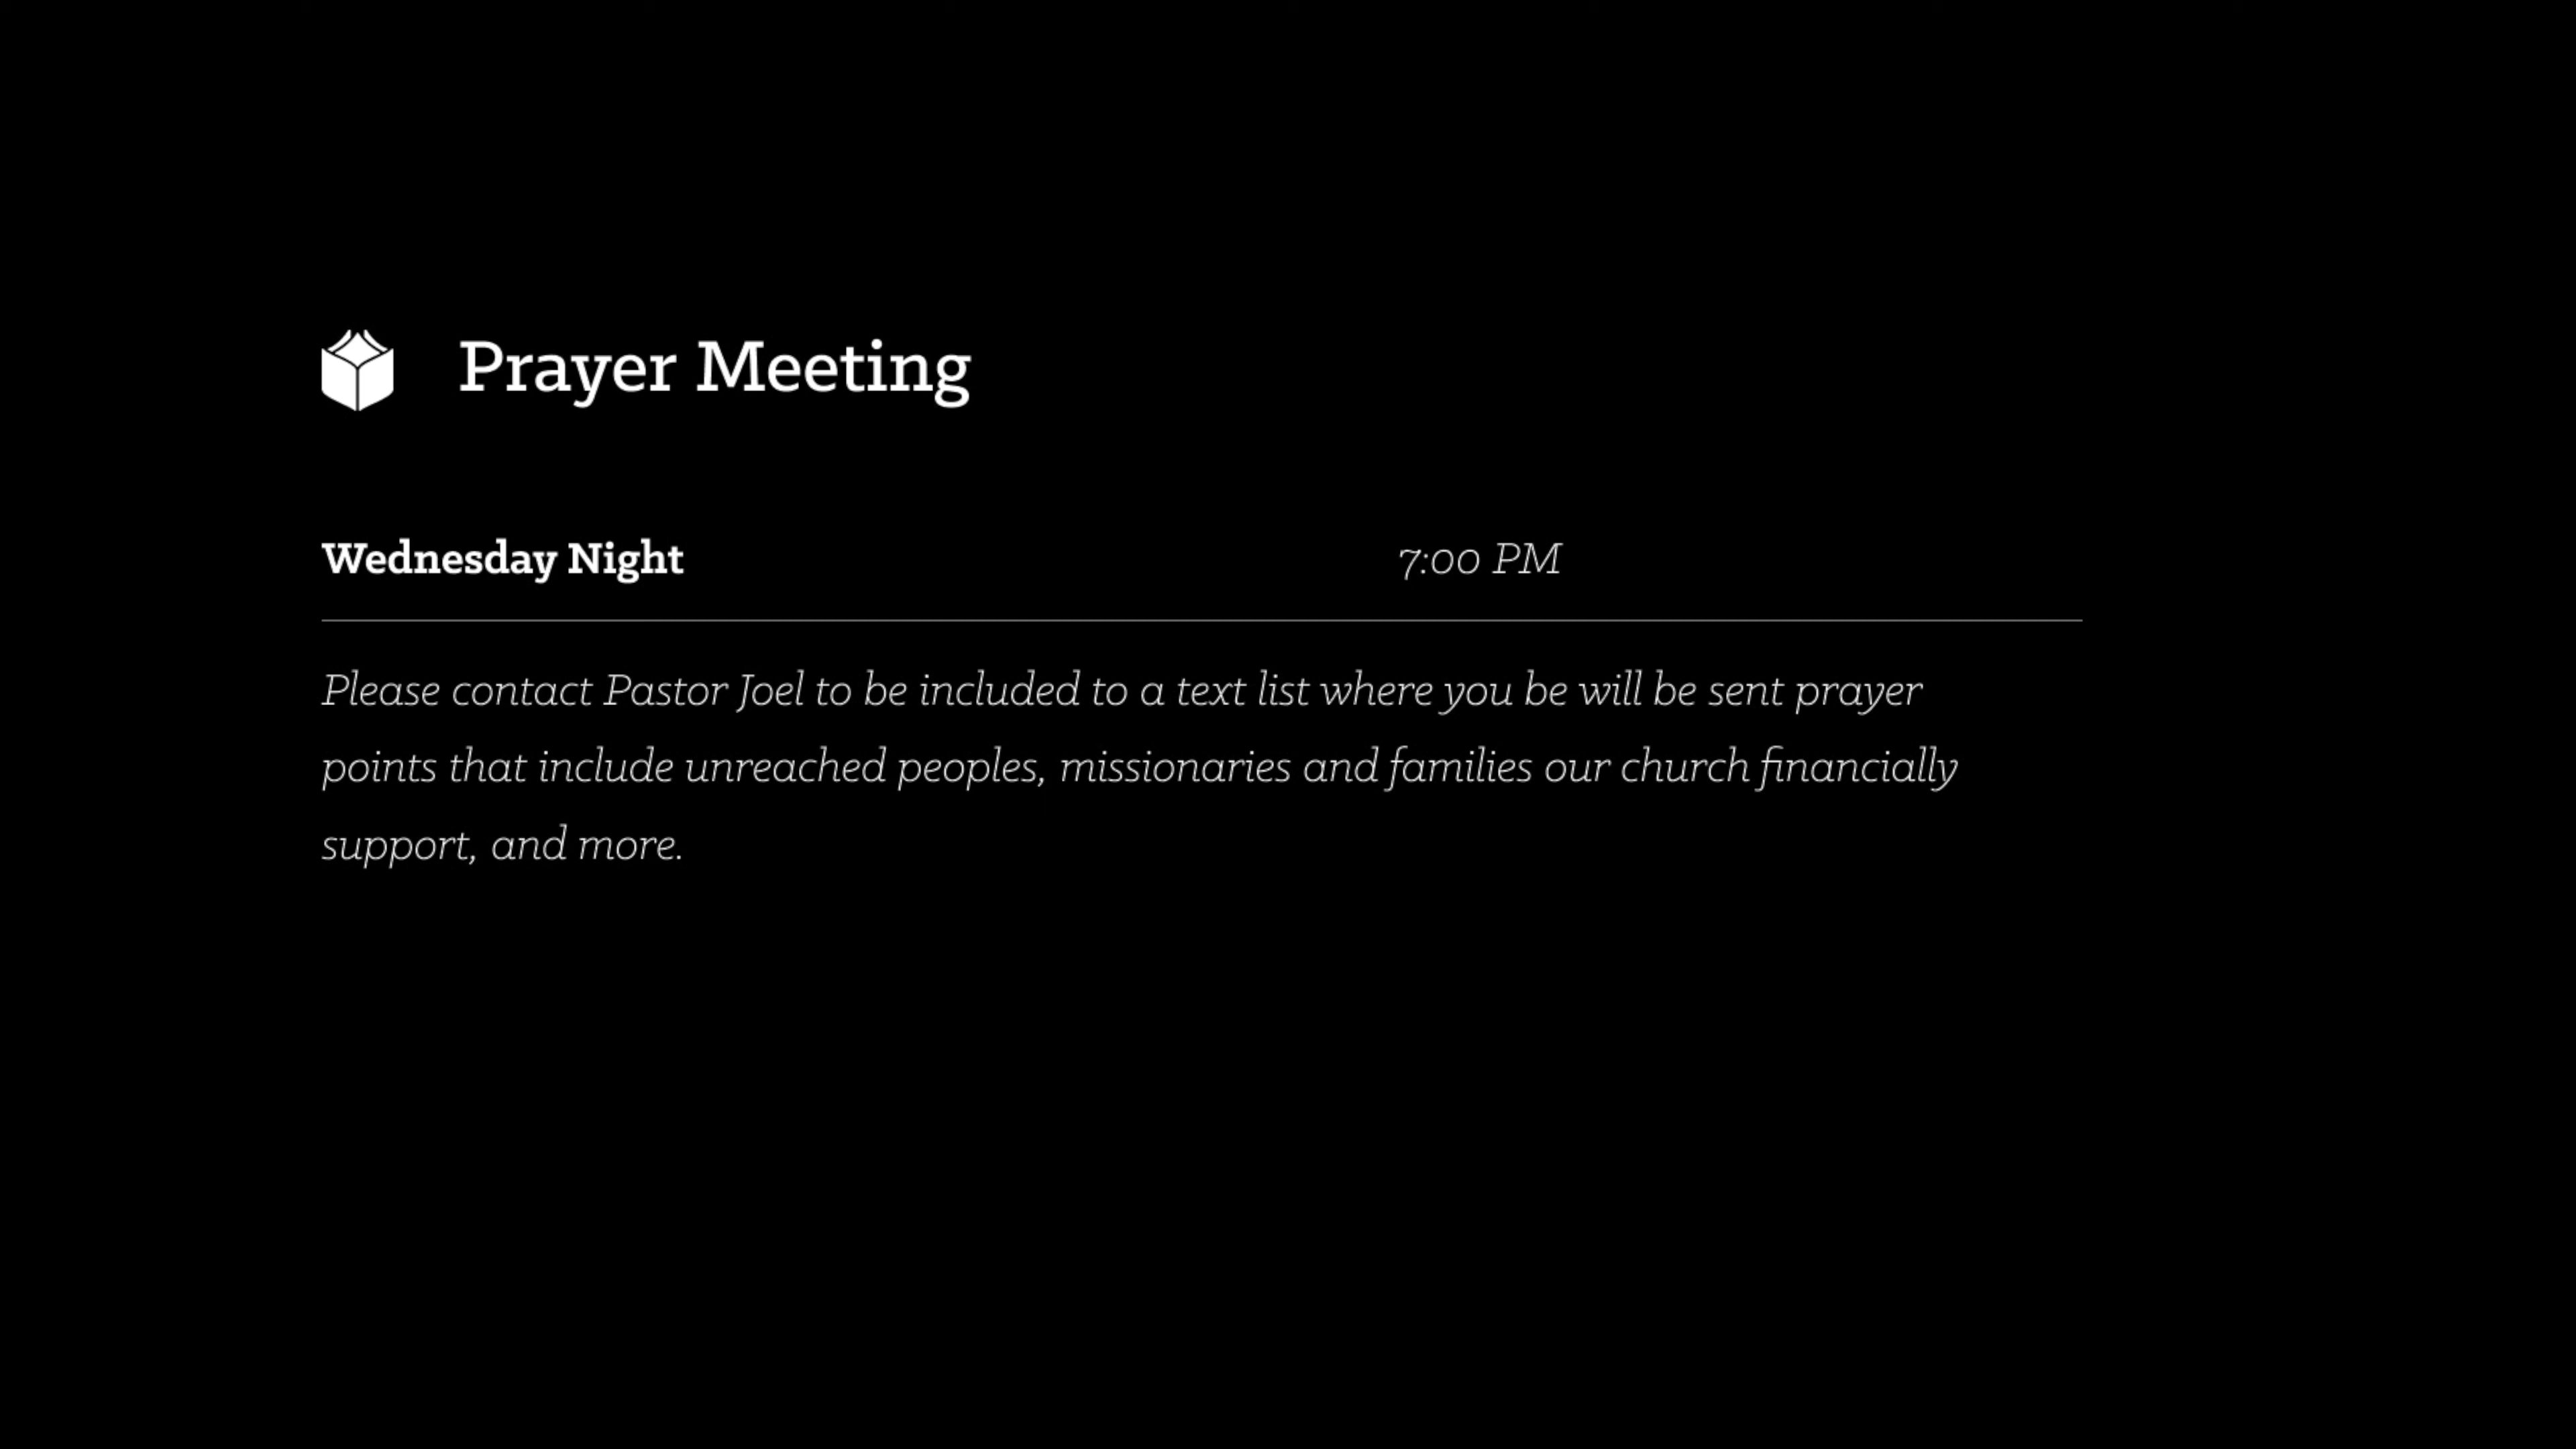 Prayer Meeting
Wednesday Night 7:00 PM
Please contact Pastor Joel to be included to a text list where you be will be sent prayer
points that include unreached peoples, missionaries and families our church financially
support, and more.